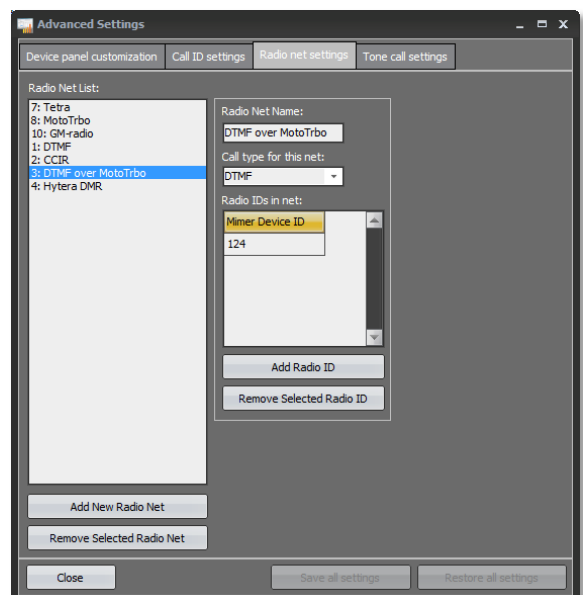 Advanced Settings
Device panel customization
Call ID settings
Radio net settings
Tone call settings
Radio Net List:
7: Tetra
8: MotoTrbo
10: GM-radio
1: DTMF
2: CCIR
3: DTMF over MotoTrbo
4: Hytera DMR
Radio Net Name:
DTMF over MotoTrbo
Call type for this net:
DTMF
Radio IDs in net:
Mimer Device ID
124
Add Radio ID
Remove Selected Radio ID
Add New Radio Net
Remove Selected Radio Net
Close
Save all settings
Restore all settings